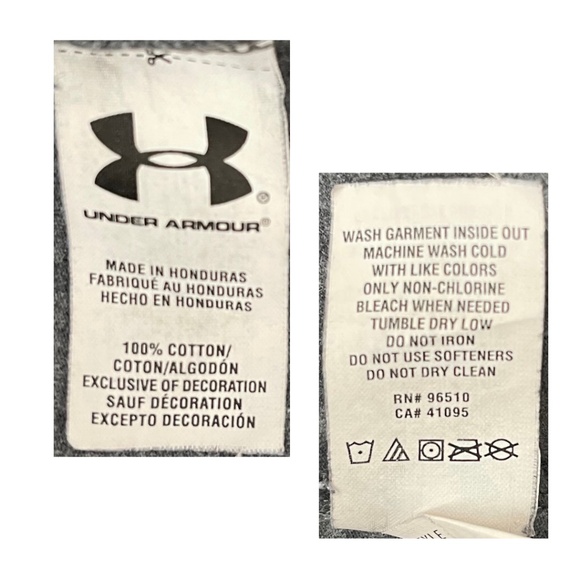 UNDER ARMOUR®
MADE IN HONDURAS
FABRIQUÉ AU HONDURAS
HECHO EN HONDURAS
100% COTTON/
COTON/ALGODÓN
EXCLUSIVE OF DECORATION
SAUF DÉCORATION
EXCEPTO DECORACIÓN
WASH GARMENT INSIDE OUT
MACHINE WASH COLD
WITH LIKE COLORS
ONLY NON-CHLORINE
BLEACH WHEN NEEDED
TUMBLE DRY LOW
DO NOT IRON
DO NOT USE SOFTENERS
DO NOT DRY CLEAN
RN# 96510
CA# 41095